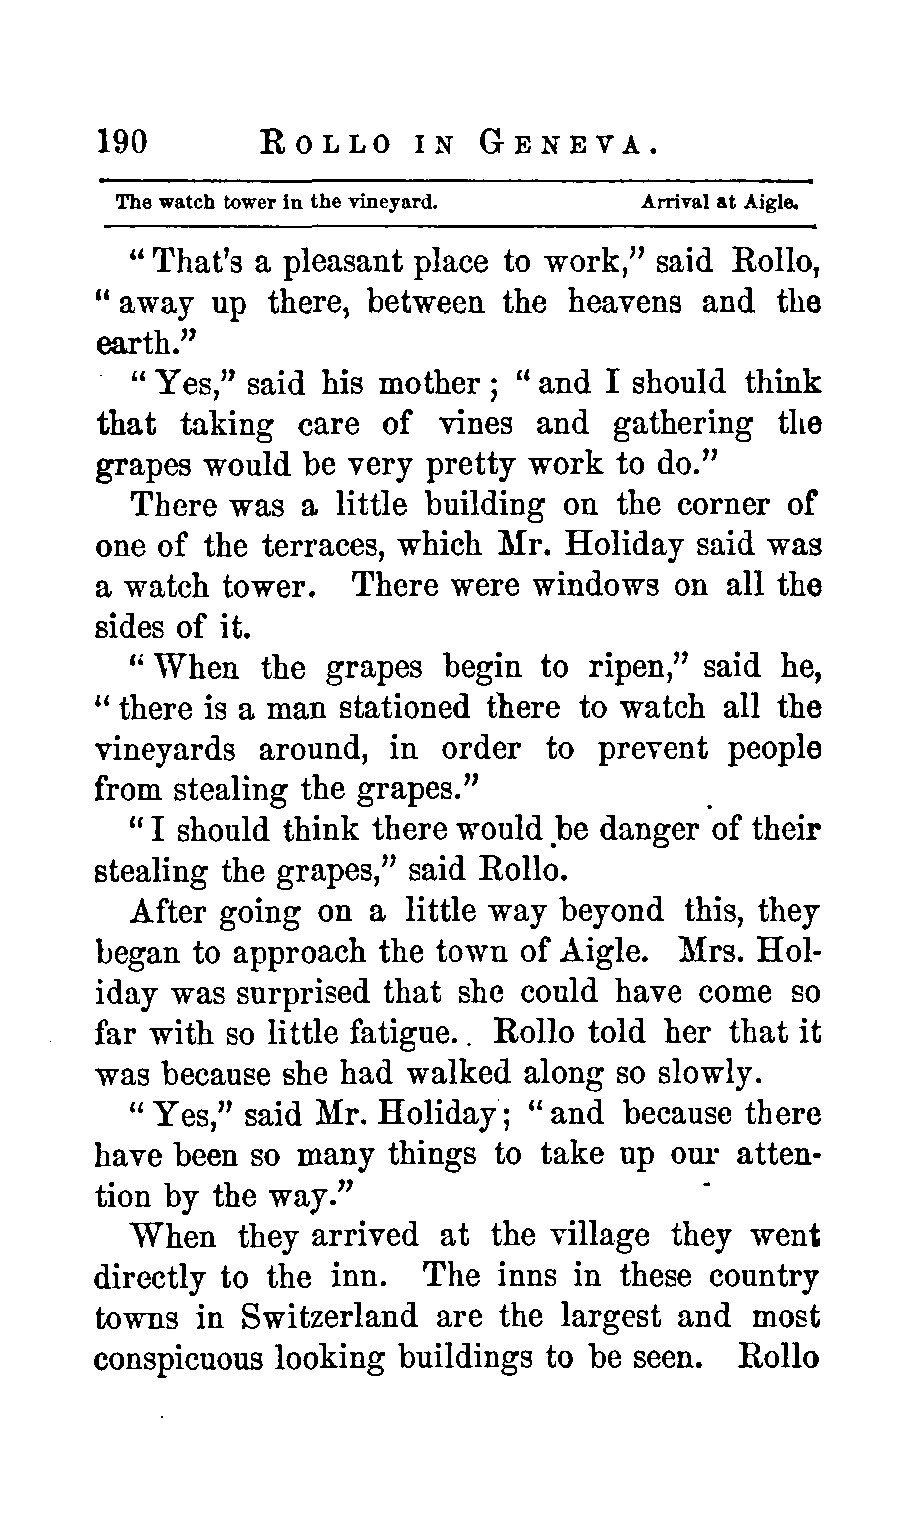 190 ROLLO IN GENEVA.
The watch tower in the vineyard. Arrival at Aigle.
“That’s a pleasant place to work,” said Rollo,
“away up there, between the heavens and the
earth.”
“Yes,” said his mother; “and I should think
that taking care of vines and gathering the
grapes would be very pretty work to do.”
There was a little building on the corner of
one of the terraces, which Mr. Holiday said was
a watch tower. There were windows on all the
sides of it.
“When the grapes begin to ripen,” said he,
“there is a man stationed there to watch all the
vineyards around, in order to prevent people
from stealing the grapes.”
“I should think there would be danger of their
stealing the grapes,” said Rollo.
After going on a little way beyond this, they
began to approach the town of Aigle. Mrs. Hol-
iday was surprised that she could have come so
far with so little fatigue. Rollo told her that it
was because she had walked along so slowly.
“Yes,” said Mr. Holiday; “and because there
have been so many things to take up our atten-
tion by the way.”
When they arrived at the village they went
directly to the inn. The inns in these country
towns in Switzerland are the largest and most
conspicuous looking buildings to be seen. Rollo